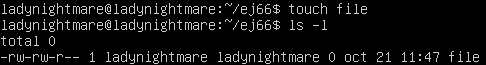 ladynightmare@ladynightmare:~/ej66$ touch file
ladynightmare@ladynightmare:~/ej66$ ls -l
total 0
-rw-rw-r-- 1 ladynightmare ladynightmare 0 oct 21 11:47 file